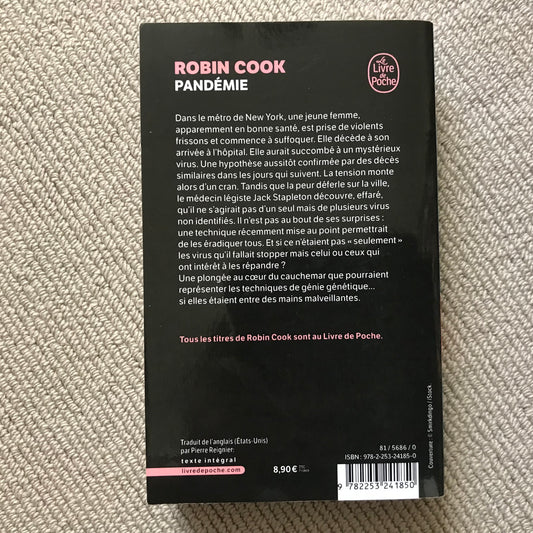 ROBIN COOK
PANDÉMIE
Le
Livre
de
Poche
Dans le métro de New York, une jeune femme,
apparemment en bonne santé, est prise de violents
frissons et commence à suffoquer. Elle décède à son
arrivée à l'hôpital. Elle aurait succombé à un mystérieux
virus. Une hypothèse aussitôt confirmée par des décès
similaires dans les jours qui suivent. La tension monte
alors d'un cran. Tandis que la peur déferle sur la ville,
le médecin légiste Jack Stapleton découvre, effaré,
qu'il ne s'agirait pas d'un seul mais de plusieurs virus
non identifiés. Il n'est pas au bout de ses surprises :
une technique récemment mise au point permettrait
de les éradiquer tous. Et si ce n'étaient pas « seulement »
les virus qu'il fallait stopper mais celui ou ceux qui
ont intérêt à les répandre ?
Une plongée au cœur du cauchemar que pourraient
représenter les techniques de génie génétique...
si elles étaient entre des mains malveillantes.
Tous les titres de Robin Cook sont au Livre de Poche.
Traduit de l'anglais (États-Unis)
par Pierre Reignier.
texte intégral
livredepoche.com
8,90 €
81 / 5686 / 0
ISBN : 978-2-253-24185-0
9 782253 241850
Couverture : © Smokdingo / iStock.